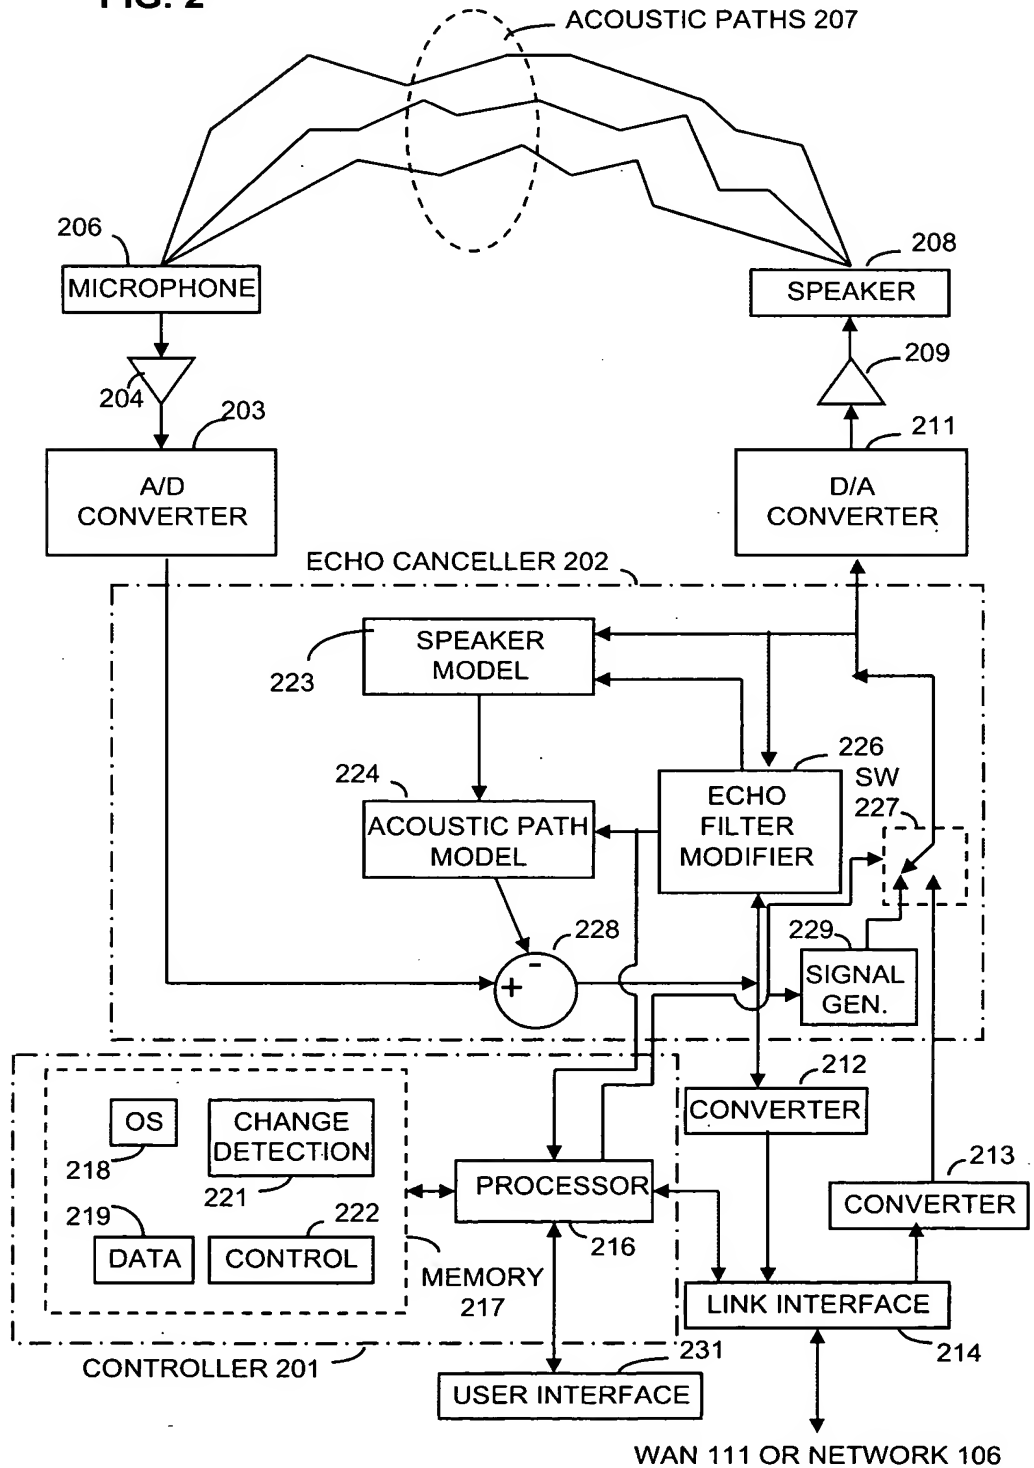 FIG. 2
ACOUSTIC PATHS 207
206
MICROPHONE
208
SPEAKER
204
209
203
A/D
CONVERTER
211
D/A
CONVERTER
ECHO CANCELLER 202
SPEAKER
MODEL
223
224
ACOUSTIC PATH
MODEL
226
ECHO
FILTER
MODIFIER
SW
227
-
+
228
229
SIGNAL
GEN.
212
CONVERTER
OS
218
CHANGE
DETECTION
221
PROCESSOR
216
213
CONVERTER
219
DATA
222
CONTROL
MEMORY
217
LINK INTERFACE
214
CONTROLLER 201
231
USER INTERFACE
WAN 111 OR NETWORK 106